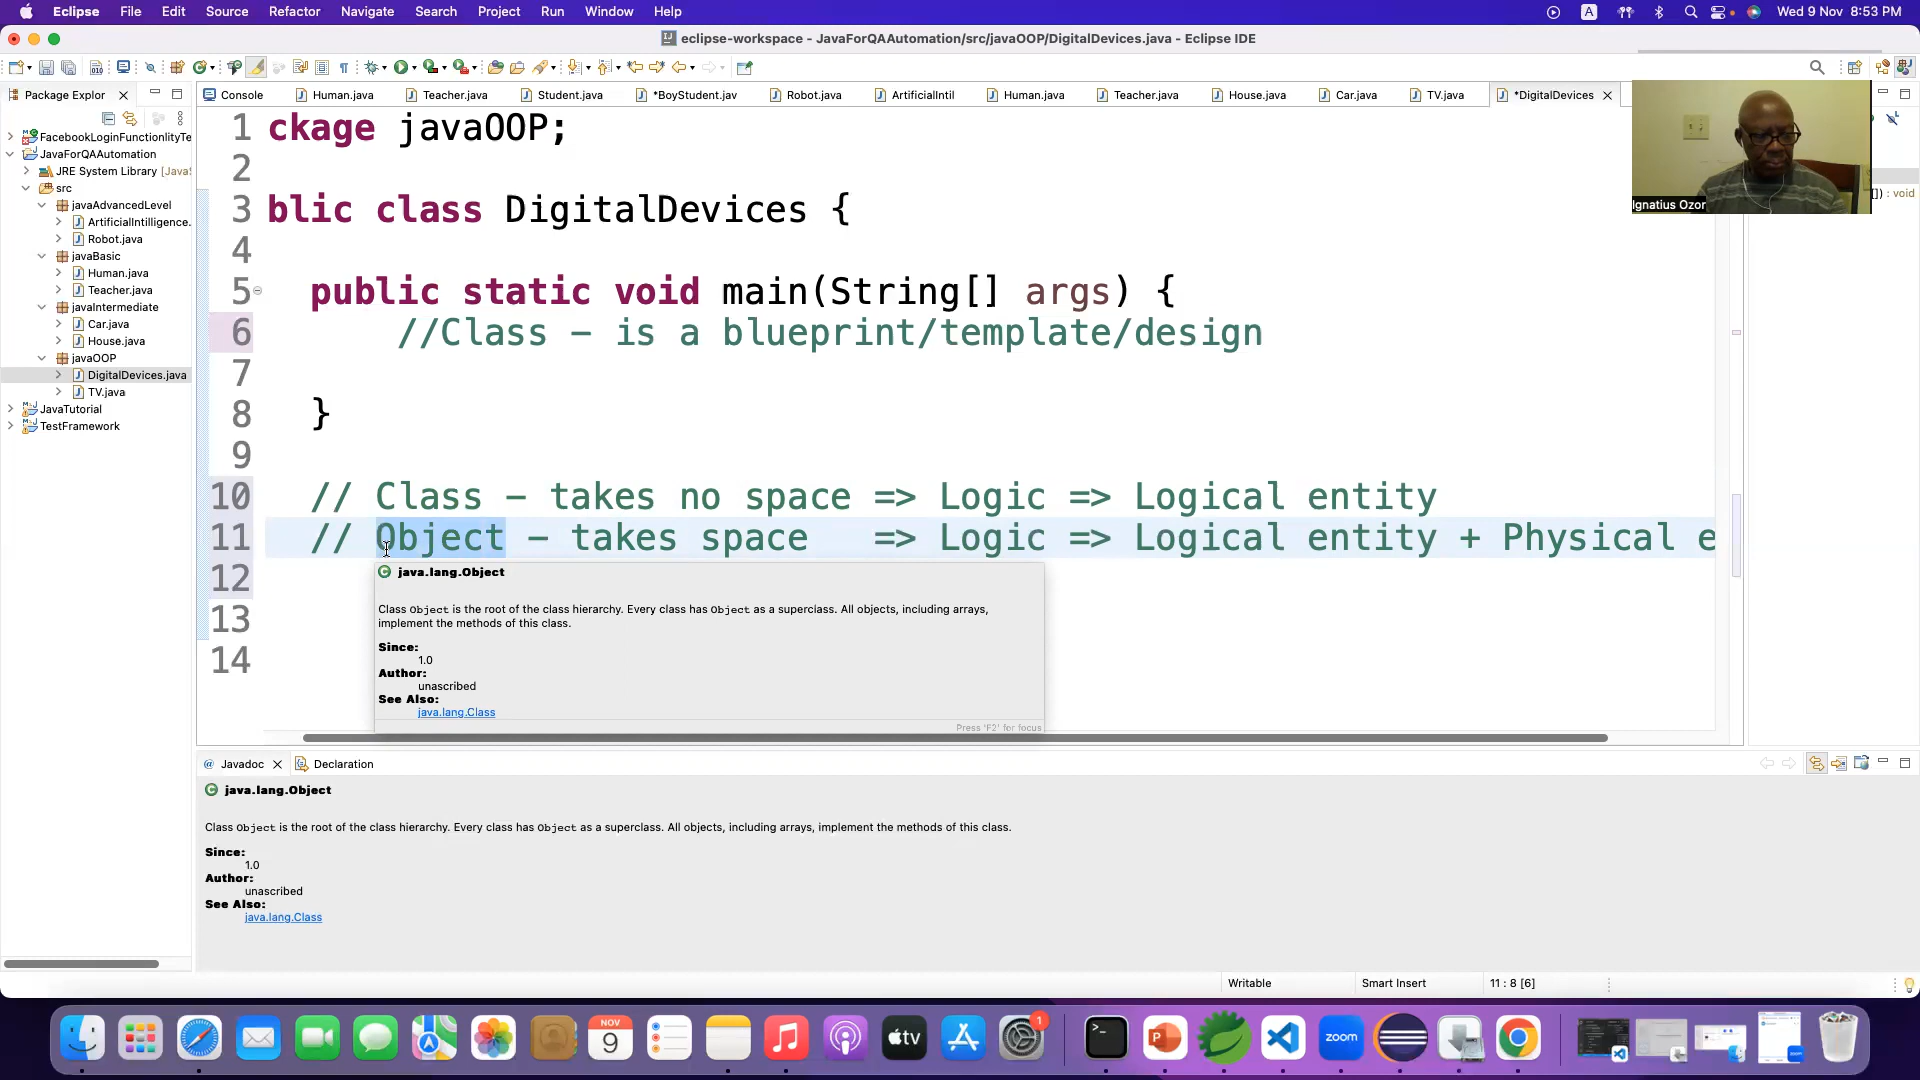 Eclipse File Edit Source Refactor Navigate Search Project Run Window Help
A
Wed 9 Nov 8:53 PM
eclipse-workspace - JavaForQAAutomation/src/javaOOP/DigitalDevices.java - Eclipse IDE
Package Explor
Console Human.java Teacher.java Student.java *BoyStudent.jav Robot.java ArtificialIntil Human.java Teacher.java House.java Car.java TV.java *DigitalDevices
FacebookLoginFunctionlityTe
JavaForQAAutomation
JRE System Library [JavaS
src
javaAdvancedLevel
ArtificialIntilligence.
Robot.java
javaBasic
Human.java
Teacher.java
javaIntermediate
Car.java
House.java
javaOOP
DigitalDevices.java
TV.java
JavaTutorial
TestFramework
1 ckage javaOOP;
2
3 blic class DigitalDevices {
4
5 public static void main(String[] args) {
6 //Class – is a blueprint/template/design
7
8 }
9
10 // Class – takes no space => Logic => Logical entity
11 // Object – takes space => Logic => Logical entity + Physical e
12
13
14
java.lang.Object
Class Object is the root of the class hierarchy. Every class has Object as a superclass. All objects, including arrays,
implement the methods of this class.
Since:
1.0
Author:
unascribed
See Also:
java.lang.Class
Press 'F2' for focus
Ignatius Ozor
[]) : void
@ Javadoc Declaration
java.lang.Object
Class Object is the root of the class hierarchy. Every class has Object as a superclass. All objects, including arrays, implement the methods of this class.
Since:
1.0
Author:
unascribed
See Also:
java.lang.Class
Writable Smart Insert 11 : 8 [6]
NOV
9
tv
1
zoom